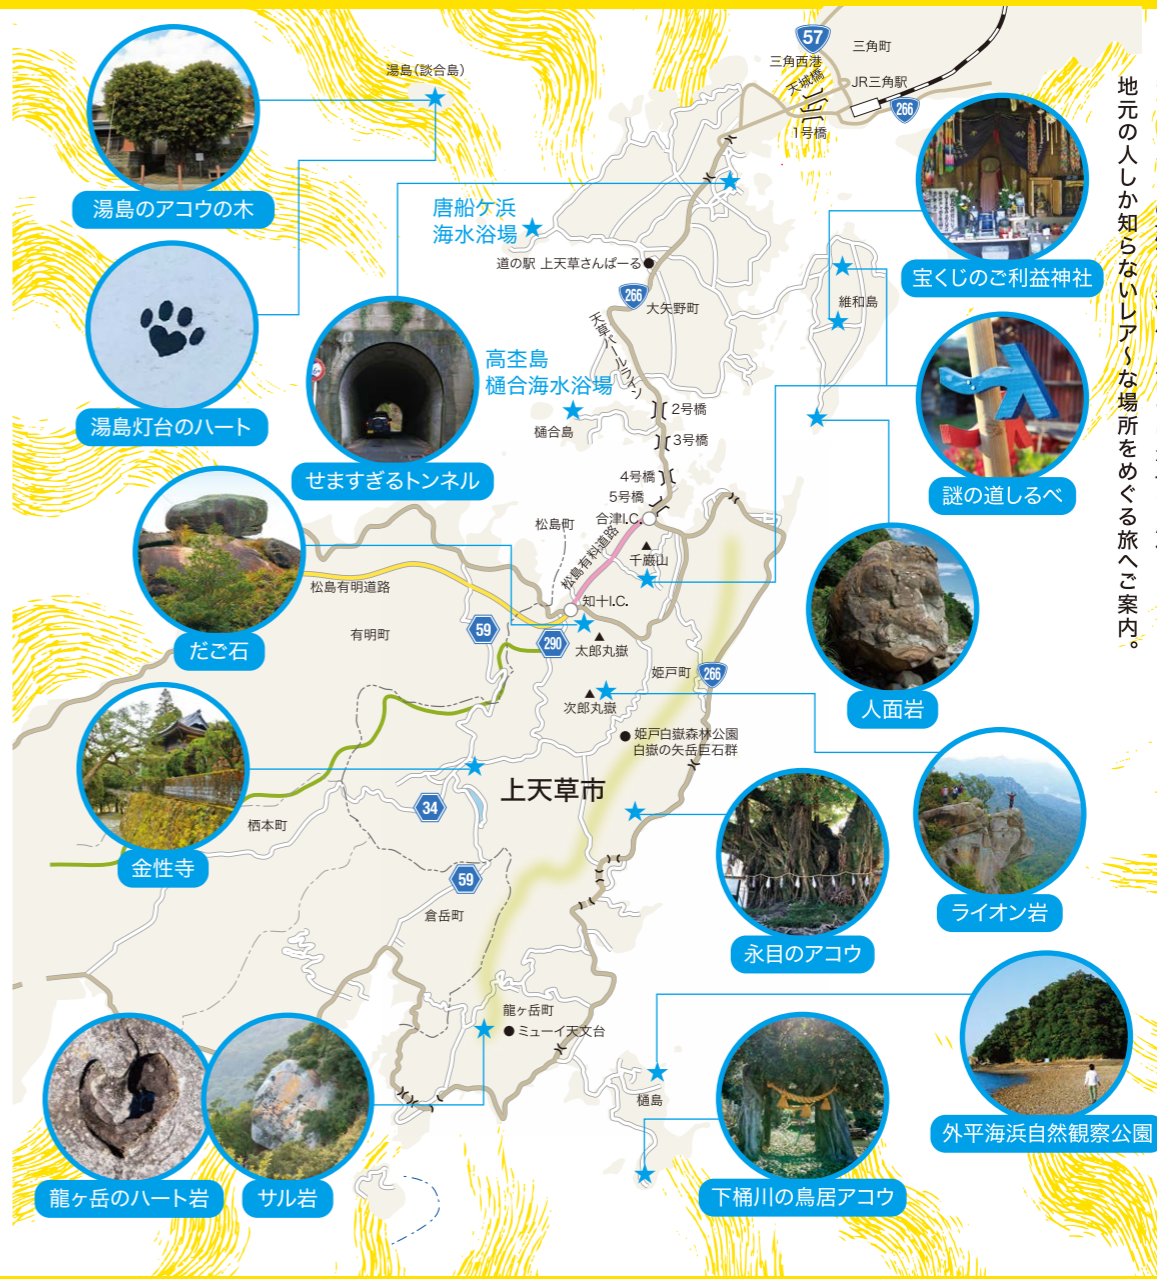 地元の人しか知らないレア〜な場所をめぐる旅へご案内。
57
三角町
三角西港
天城橋
JR三角駅
266
1号橋
湯島(談合島)
湯島のアコウの木
唐船ケ浜
海水浴場
道の駅 上天草さんぱーる
266
大矢野町
維和島
宝くじのご利益神社
湯島灯台のハート
天草パールライン
高杢島
樋合海水浴場
樋合島
2号橋
3号橋
4号橋
5号橋
せますぎるトンネル
謎の道しるべ
合津I.C.
松島町
松島有料道路
千巌山
松島有明道路
知十I.C.
有明町
59
290
太郎丸嶽
だご石
姫戸町
266
次郎丸嶽
人面岩
姫戸白嶽森林公園
白嶽の矢岳巨石群
上天草市
34
栖本町
金性寺
59
倉岳町
永目のアコウ
ライオン岩
龍ヶ岳町
ミューイ天文台
樋島
外平海浜自然観察公園
龍ヶ岳のハート岩
サル岩
下桶川の鳥居アコウ